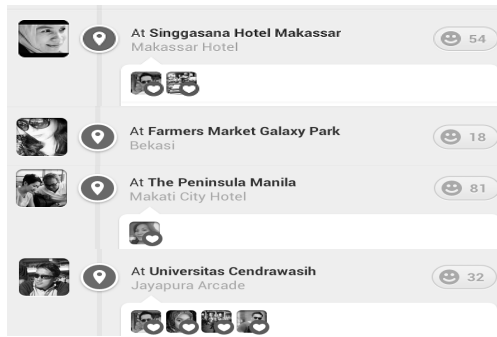 At Singgasana Hotel Makassar
Makassar Hotel
54
At Farmers Market Galaxy Park
Bekasi
18
At The Peninsula Manila
Makati City Hotel
81
At Universitas Cendrawasih
Jayapura Arcade
32